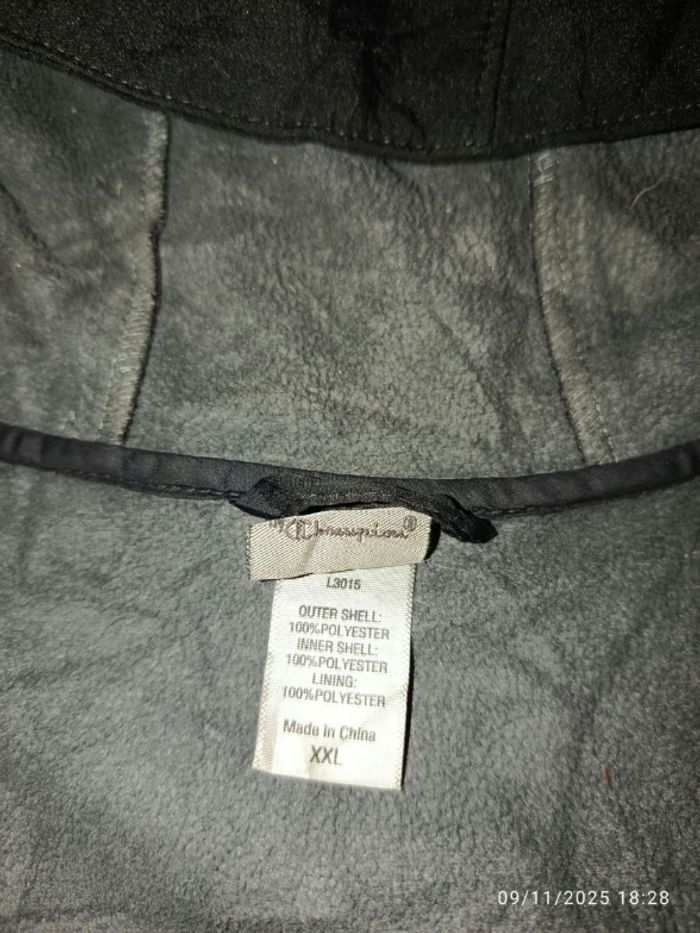 by Champion®
L3015
OUTER SHELL:
100%POLYESTER
INNER SHELL:
100%POLYESTER
LINING:
100%POLYESTER
Made In China
XXL
09/11/2025 18:28